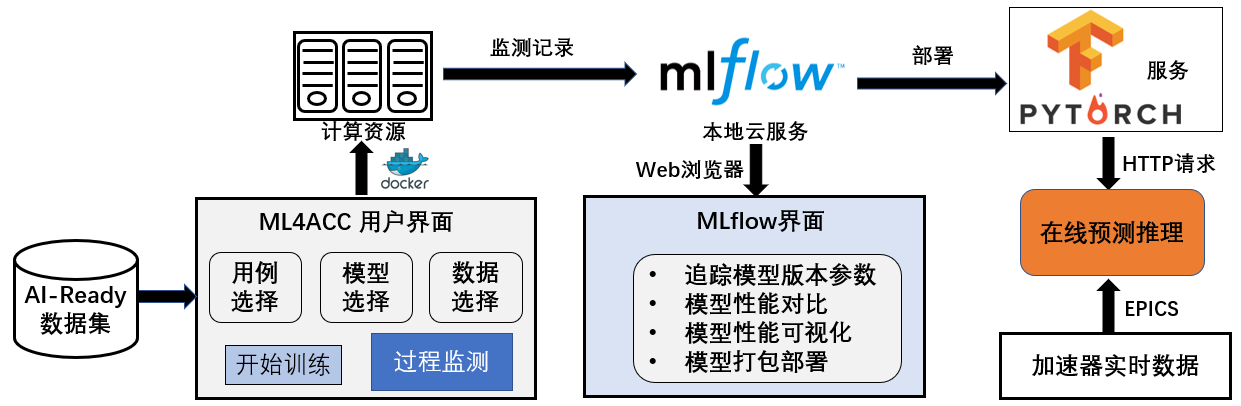 监测记录
部署
mlflow™
服务
PYTORCH
计算资源
本地云服务
docker
Web浏览器
HTTP请求
ML4ACC 用户界面
MLflow界面
在线预测推理
用例
选择
模型
选择
数据
选择
AI-Ready
数据集
• 追踪模型版本参数
• 模型性能对比
• 模型性能可视化
• 模型打包部署
EPICS
开始训练
过程监测
加速器实时数据